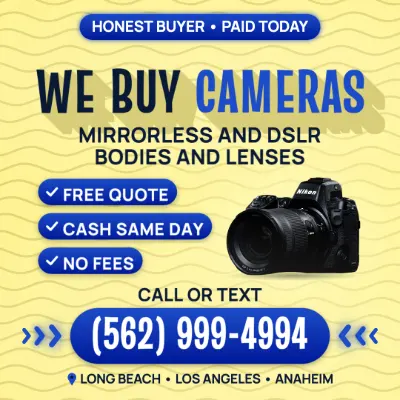 HONEST BUYER • PAID TODAY
WE BUY CAMERAS
MIRRORLESS AND DSLR
BODIES AND LENSES
FREE QUOTE
CASH SAME DAY
NO FEES
Nikon
CALL OR TEXT
(562) 999-4994
LONG BEACH • LOS ANGELES • ANAHEIM